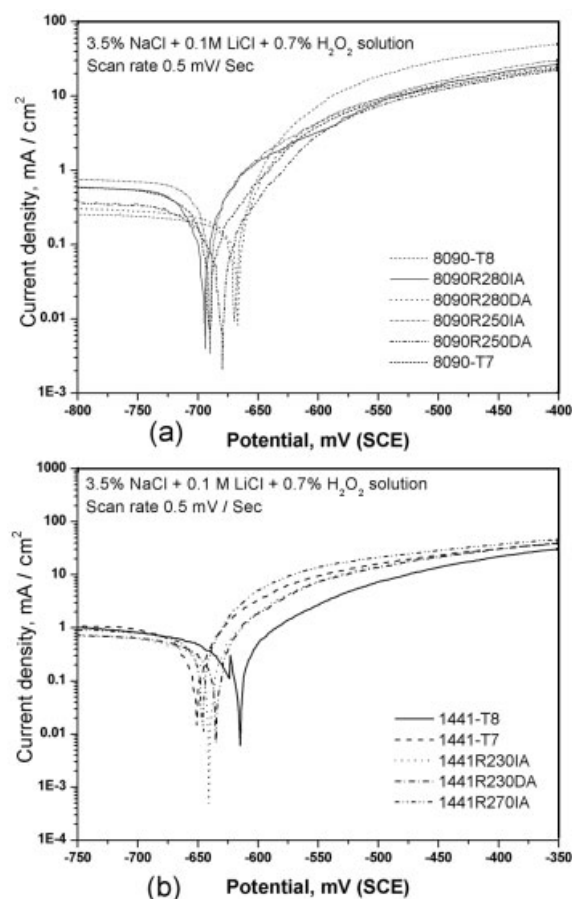 3.5% NaCl + 0.1M LiCl + 0.7% H₂O₂ solution
Scan rate 0.5 mV/ Sec
Current density, mA / cm²
100
10
1
0.1
0.01
1E-3
8090-T8
8090R280IA
8090R280DA
8090R250IA
8090R250DA
8090-T7
-800 -750 -700 -650 -600 -550 -500 -450 -400
(a) Potential, mV (SCE)
3.5% NaCl + 0.1 M LiCl + 0.7% H₂O₂ solution
Scan rate 0.5 mV / Sec
Current density, mA / cm²
1000
100
10
1
0.1
0.01
1E-3
1E-4
1441-T8
1441-T7
1441R230IA
1441R230DA
1441R270IA
-750 -700 -650 -600 -550 -500 -450 -400 -350
(b) Potential, mV (SCE)